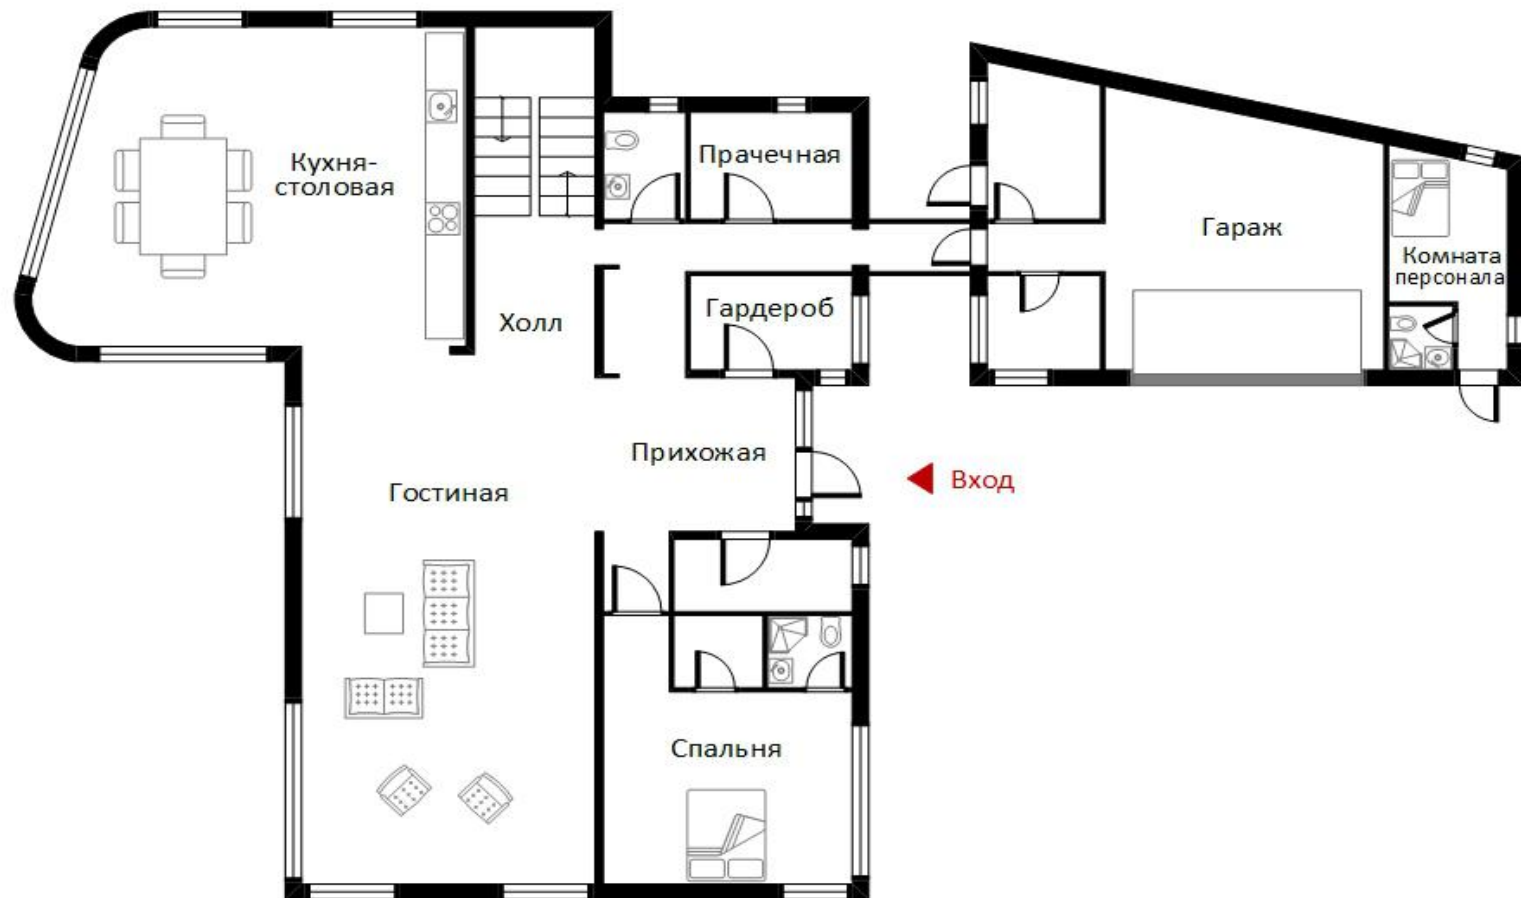 Кухня-
столовая
Прачечная
Гараж
Комната
персонала
Холл
Гардероб
Прихожая
Вход
Гостиная
Спальня